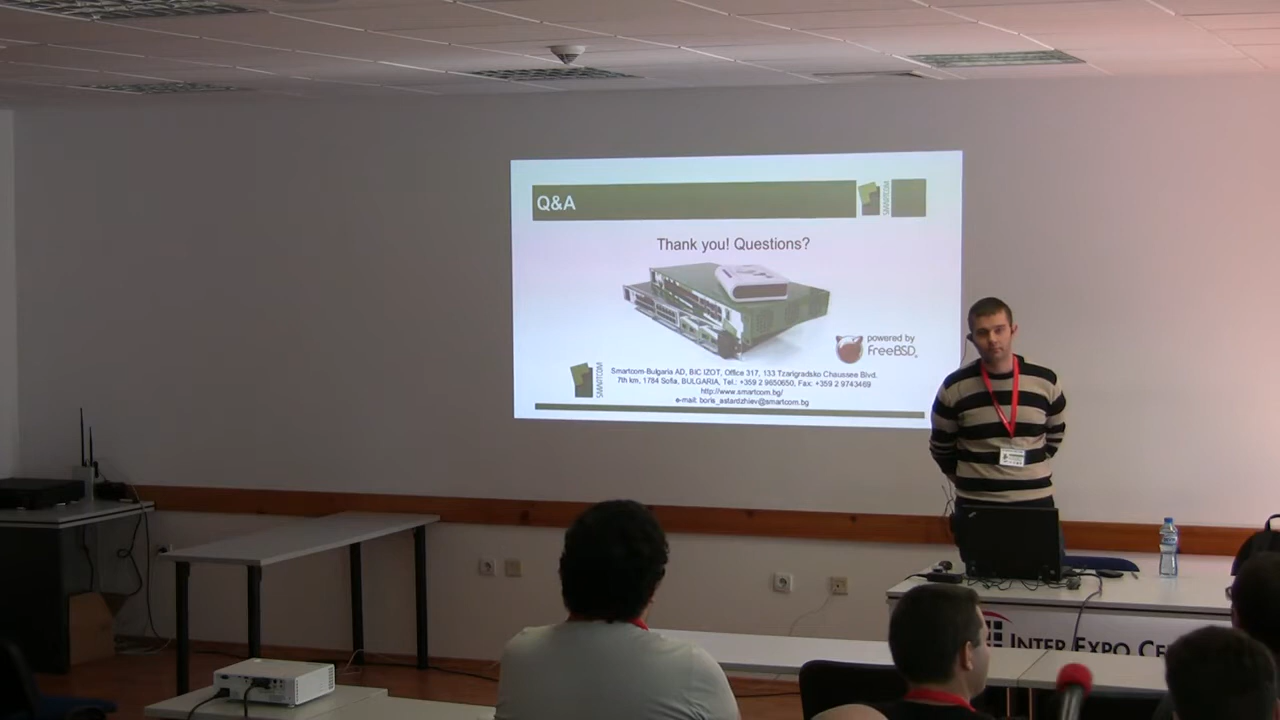 Q&A
SMARTCOM
Thank you! Questions?
powered by
FreeBSD
SMARTCOM
Smartcom-Bulgaria AD, BIC IZOT, Office 317, 133 Tzarigradsko Chaussee Blvd.
7th km, 1784 Sofia, BULGARIA, Tel.: +359 2 9650650, Fax: +359 2 9743469
http://www.smartcom.bg/
e-mail: boris_astardzhiev@smartcom.bg
INTER EXPO CE